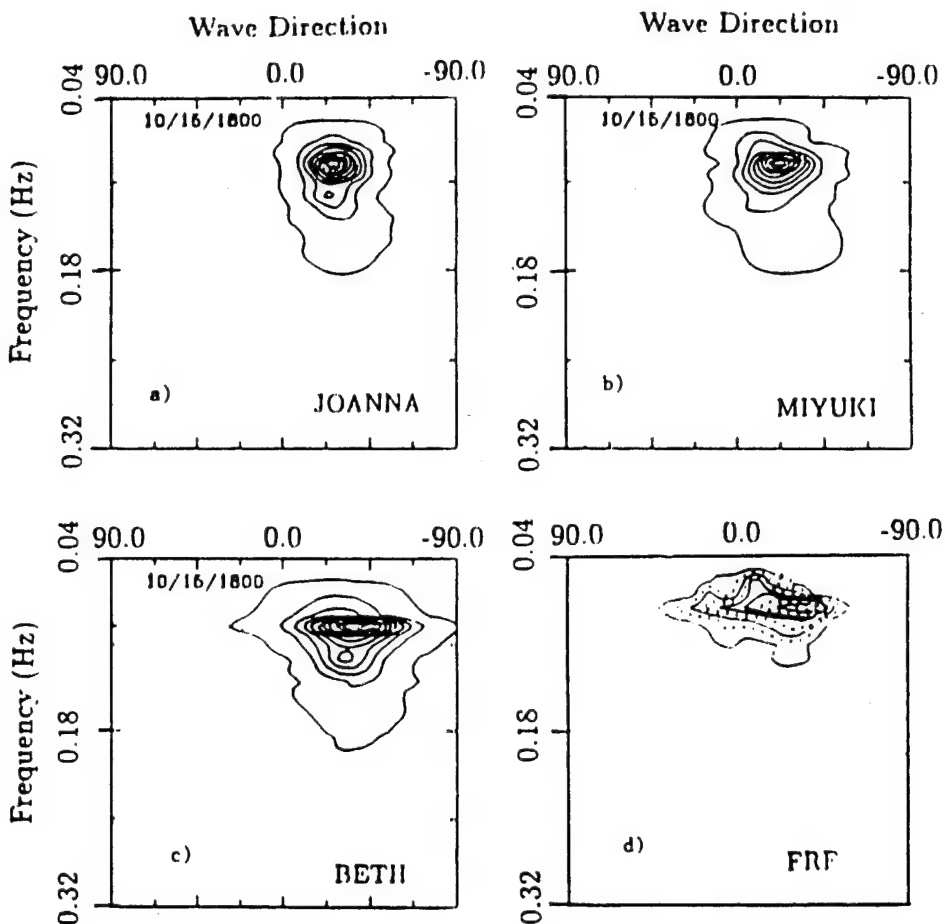 Wave Direction
90.0 0.0 -90.0
0.04
10/15/1800
Frequency (Hz)
0.18
a)
JOANNA
0.32
Wave Direction
90.0 0.0 -90.0
0.04
10/15/1800
0.18
b)
MIYUKI
0.32
90.0 0.0 -90.0
0.04
10/16/1800
Frequency (Hz)
0.18
c)
BETH
0.32
90.0 0.0 -90.0
0.04
0.18
d)
FRF
0.32